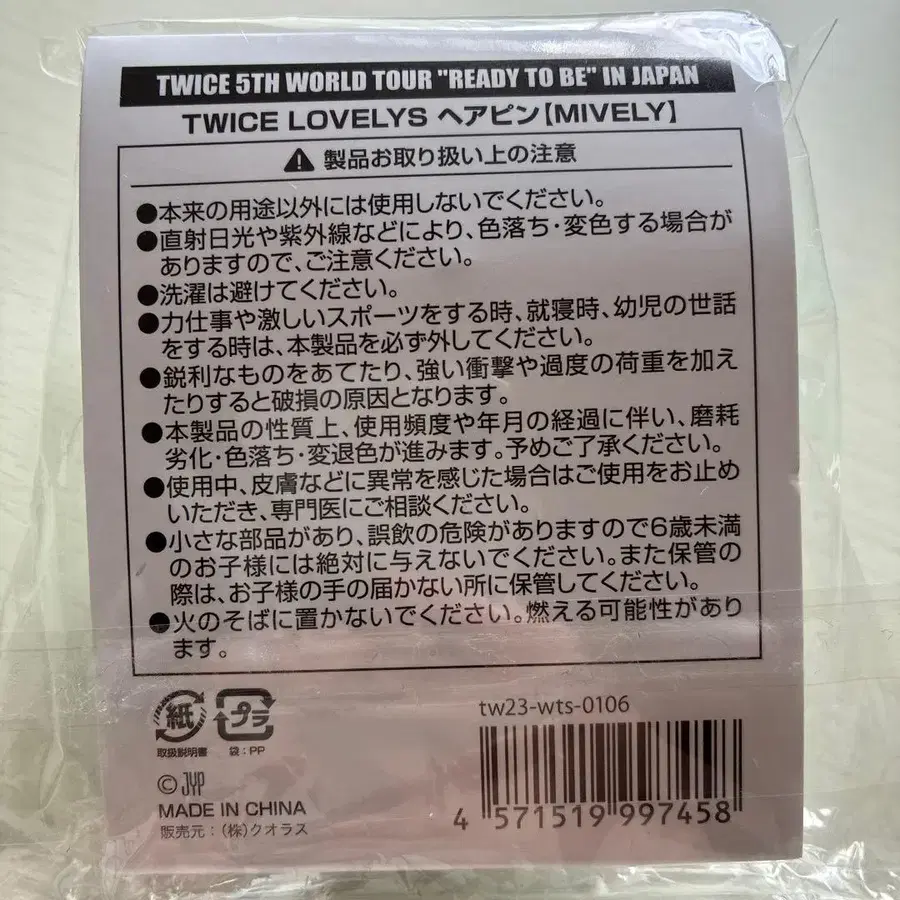 TWICE 5TH WORLD TOUR "READY TO BE" IN JAPAN
TWICE LOVELYS ヘアピン【MIVELY】
製品お取り扱い上の注意
●本来の用途以外には使用しないでください。
●直射日光や紫外線などにより、色落ち・変色する場合が
ありますので、ご注意ください。
●洗濯は避けてください。
●力仕事や激しいスポーツをする時、就寝時、幼児の世話
をする時は、本製品を必ず外してください。
●鋭利なものをあてたり、強い衝撃や過度の荷重を加え
たりすると破損の原因となります。
●本製品の性質上、使用頻度や年月の経過に伴い、磨耗
劣化・色落ち・変退色が進みます。予めご了承ください。
●使用中、皮膚などに異常を感じた場合はご使用をお止め
いただき、専門医にご相談ください。
●小さな部品があり、誤飲の危険がありますので6歳未満
のお子様には絶対に与えないでください。また保管の
際は、お子様の手の届かない所に保管してください。
●火のそばに置かないでください。燃える可能性があり
ます。
紙 プラ
取扱説明書 袋:PP
tw23-wts-0106
© JYP
MADE IN CHINA
販売元:(株)クオラス
4 571519 997458